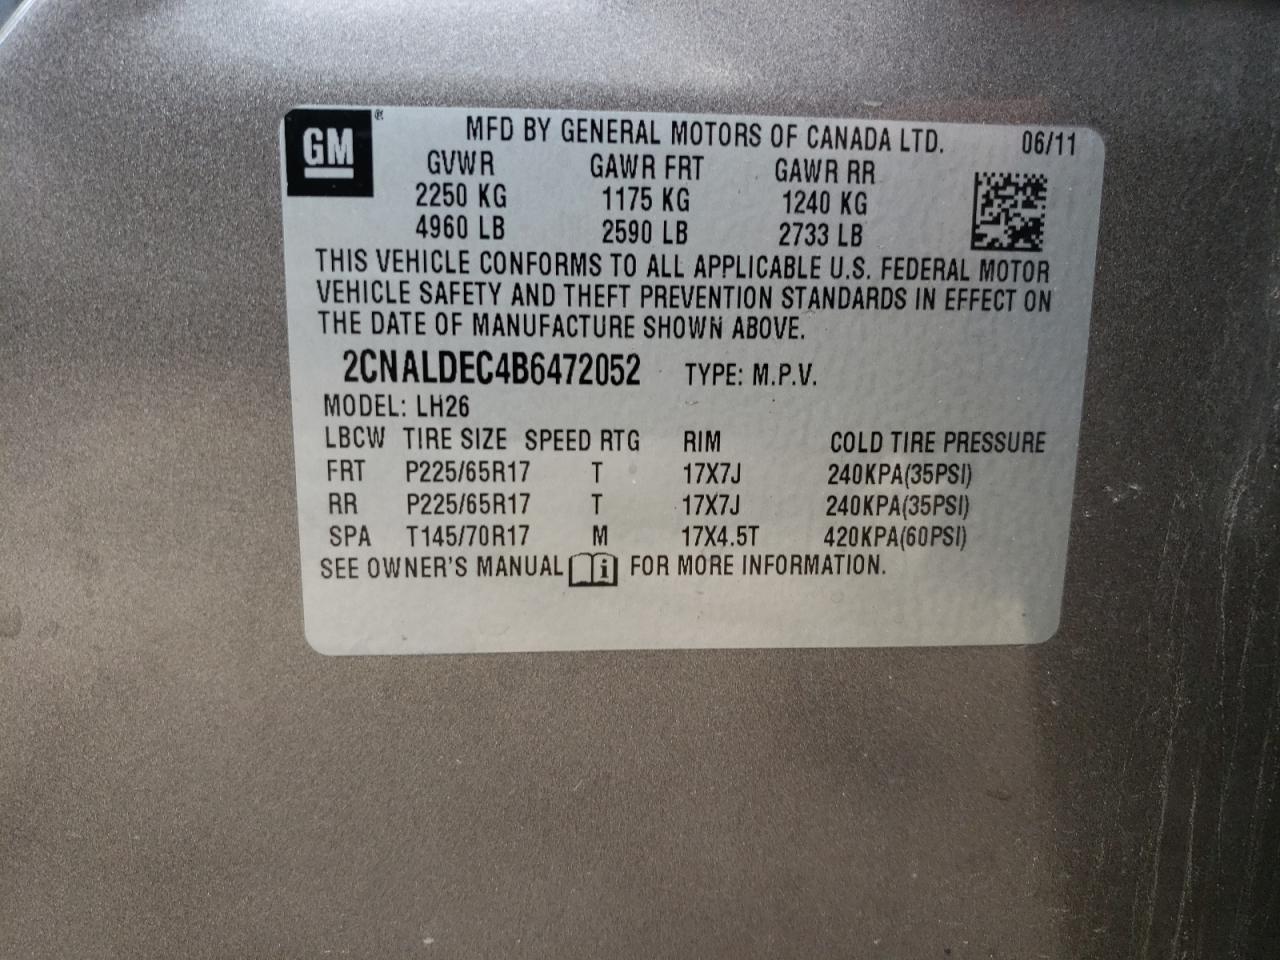 GM® MFD BY GENERAL MOTORS OF CANADA LTD. 06/11
GVWR GAWR FRT GAWR RR
2250 KG 1175 KG 1240 KG
4960 LB 2590 LB 2733 LB
THIS VEHICLE CONFORMS TO ALL APPLICABLE U.S. FEDERAL MOTOR
VEHICLE SAFETY AND THEFT PREVENTION STANDARDS IN EFFECT ON
THE DATE OF MANUFACTURE SHOWN ABOVE.
2CNALDEC4B6472052 TYPE: M.P.V.
MODEL: LH26
LBCW TIRE SIZE SPEED RTG RIM COLD TIRE PRESSURE
FRT P225/65R17 T 17X7J 240KPA(35PSI)
RR P225/65R17 T 17X7J 240KPA(35PSI)
SPA T145/70R17 M 17X4.5T 420KPA(60PSI)
SEE OWNER'S MANUAL i FOR MORE INFORMATION.